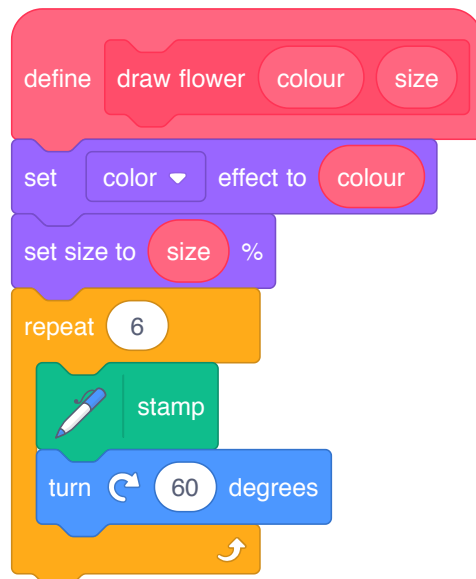 define draw flower colour size
set color effect to colour
set size to size %
repeat 6
stamp
turn 60 degrees